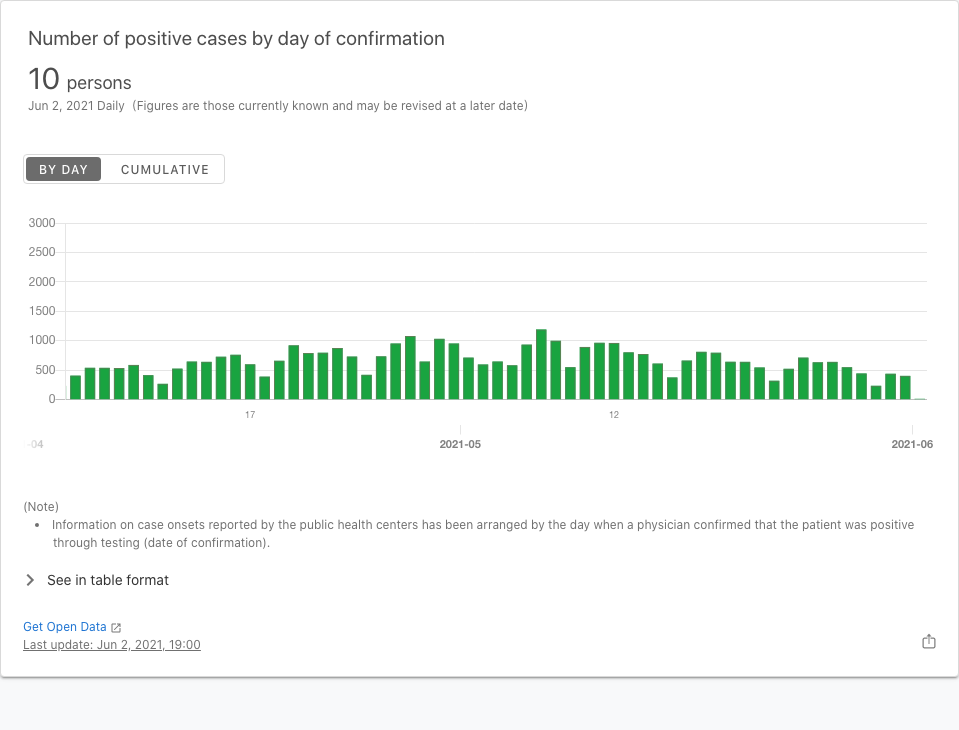 Number of positive cases by day of confirmation
10 persons
Jun 2, 2021 Daily (Figures are those currently known and may be revised at a later date)
BY DAY CUMULATIVE
3000
2500
2000
1500
1000
500
0
17 12
-04 2021-05 2021-06
(Note)
• Information on case onsets reported by the public health centers has been arranged by the day when a physician confirmed that the patient was positive
through testing (date of confirmation).
See in table format
Get Open Data
Last update: Jun 2, 2021, 19:00